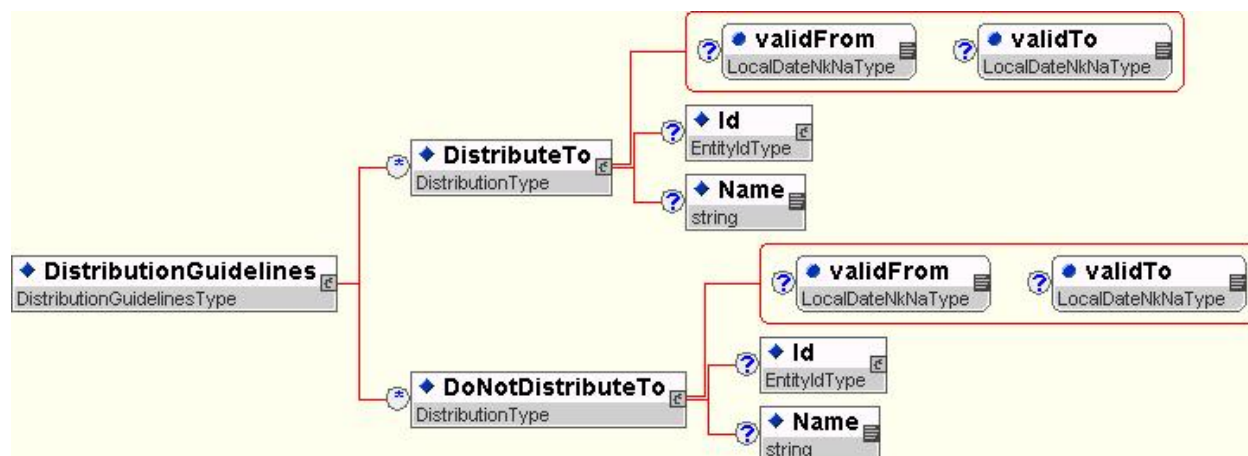 validFrom
LocalDateNkNaType
validTo
LocalDateNkNaType
Id
EntityIdType
DistributeTo
DistributionType
Name
string
DistributionGuidelines
DistributionGuidelinesType
validFrom
LocalDateNkNaType
validTo
LocalDateNkNaType
Id
EntityIdType
DoNotDistributeTo
DistributionType
Name
string